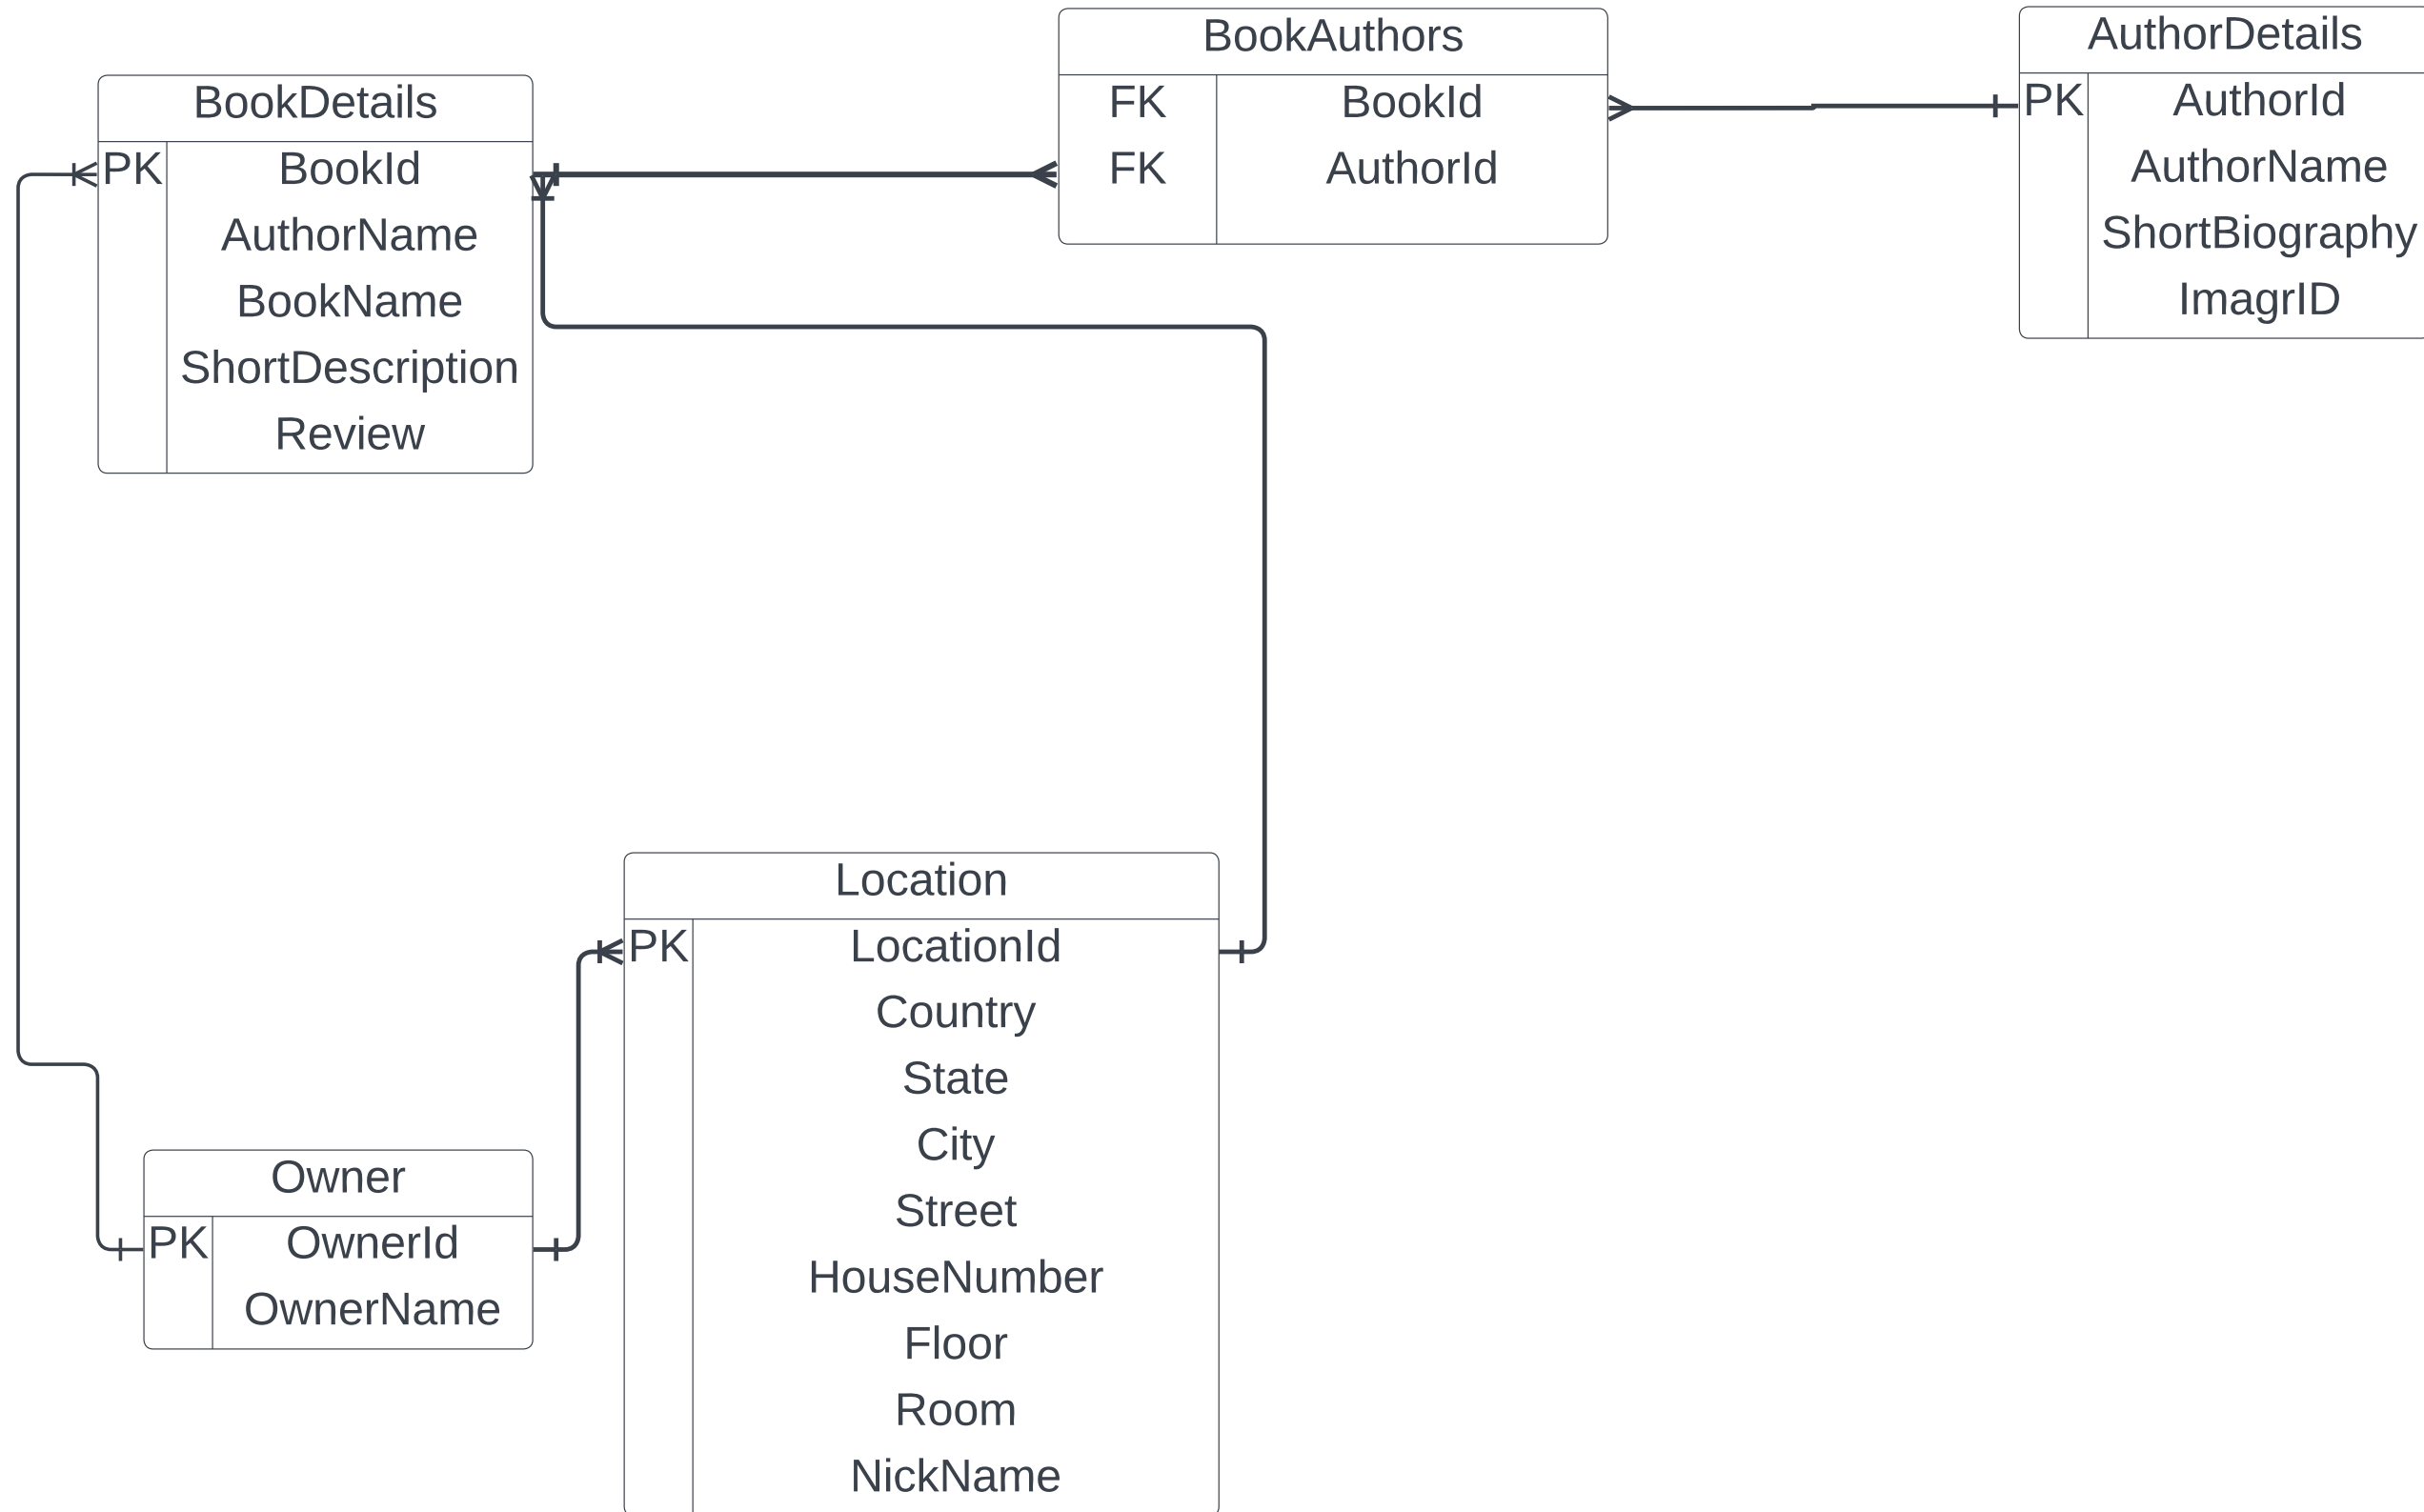 BookDetails
PK BookId
AuthorName
BookName
ShortDescription
Review
BookAuthors
FK BookId
FK AuthorId
AuthorDetails
PK AuthorId
AuthorName
ShortBiography
ImagrID
Location
PK LocationId
Country
State
City
Street
HouseNumber
Floor
Room
NickName
Owner
PK OwnerId
OwnerName